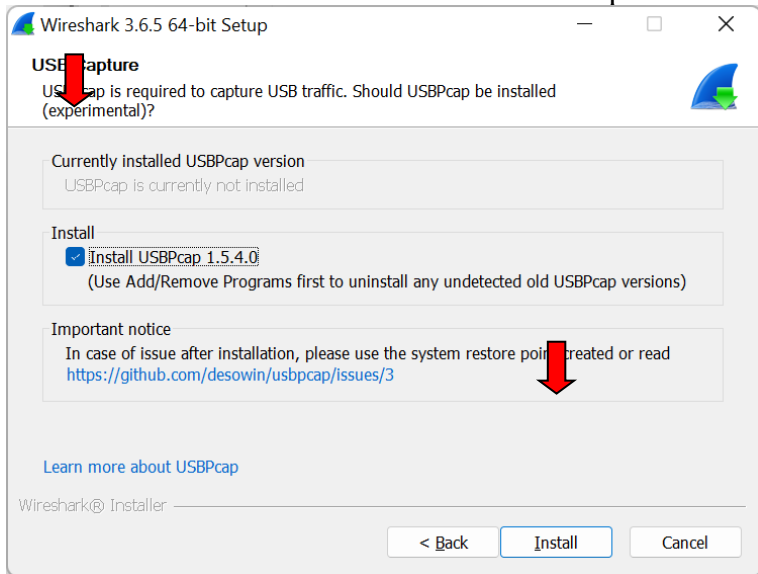 Wireshark 3.6.5 64-bit Setup
USB Capture
USBPcap is required to capture USB traffic. Should USBPcap be installed
(experimental)?
Currently installed USBPcap version
USBPcap is currently not installed
Install
Install USBPcap 1.5.4.0
(Use Add/Remove Programs first to uninstall any undetected old USBPcap versions)
Important notice
In case of issue after installation, please use the system restore point created or read
https://github.com/desowin/usbpcap/issues/3
Learn more about USBPcap
Wireshark® Installer
< Back Install Cancel